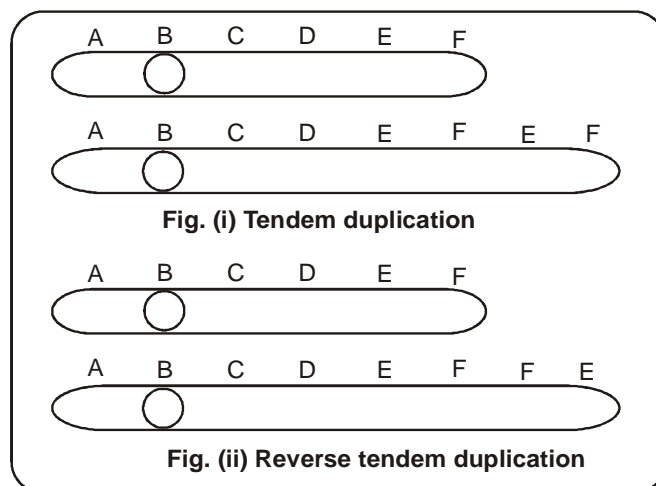 A B C D E F
A B C D E F E F
Fig. (i) Tendem duplication
A B C D E F
A B C D E F F E
Fig. (ii) Reverse tendem duplication